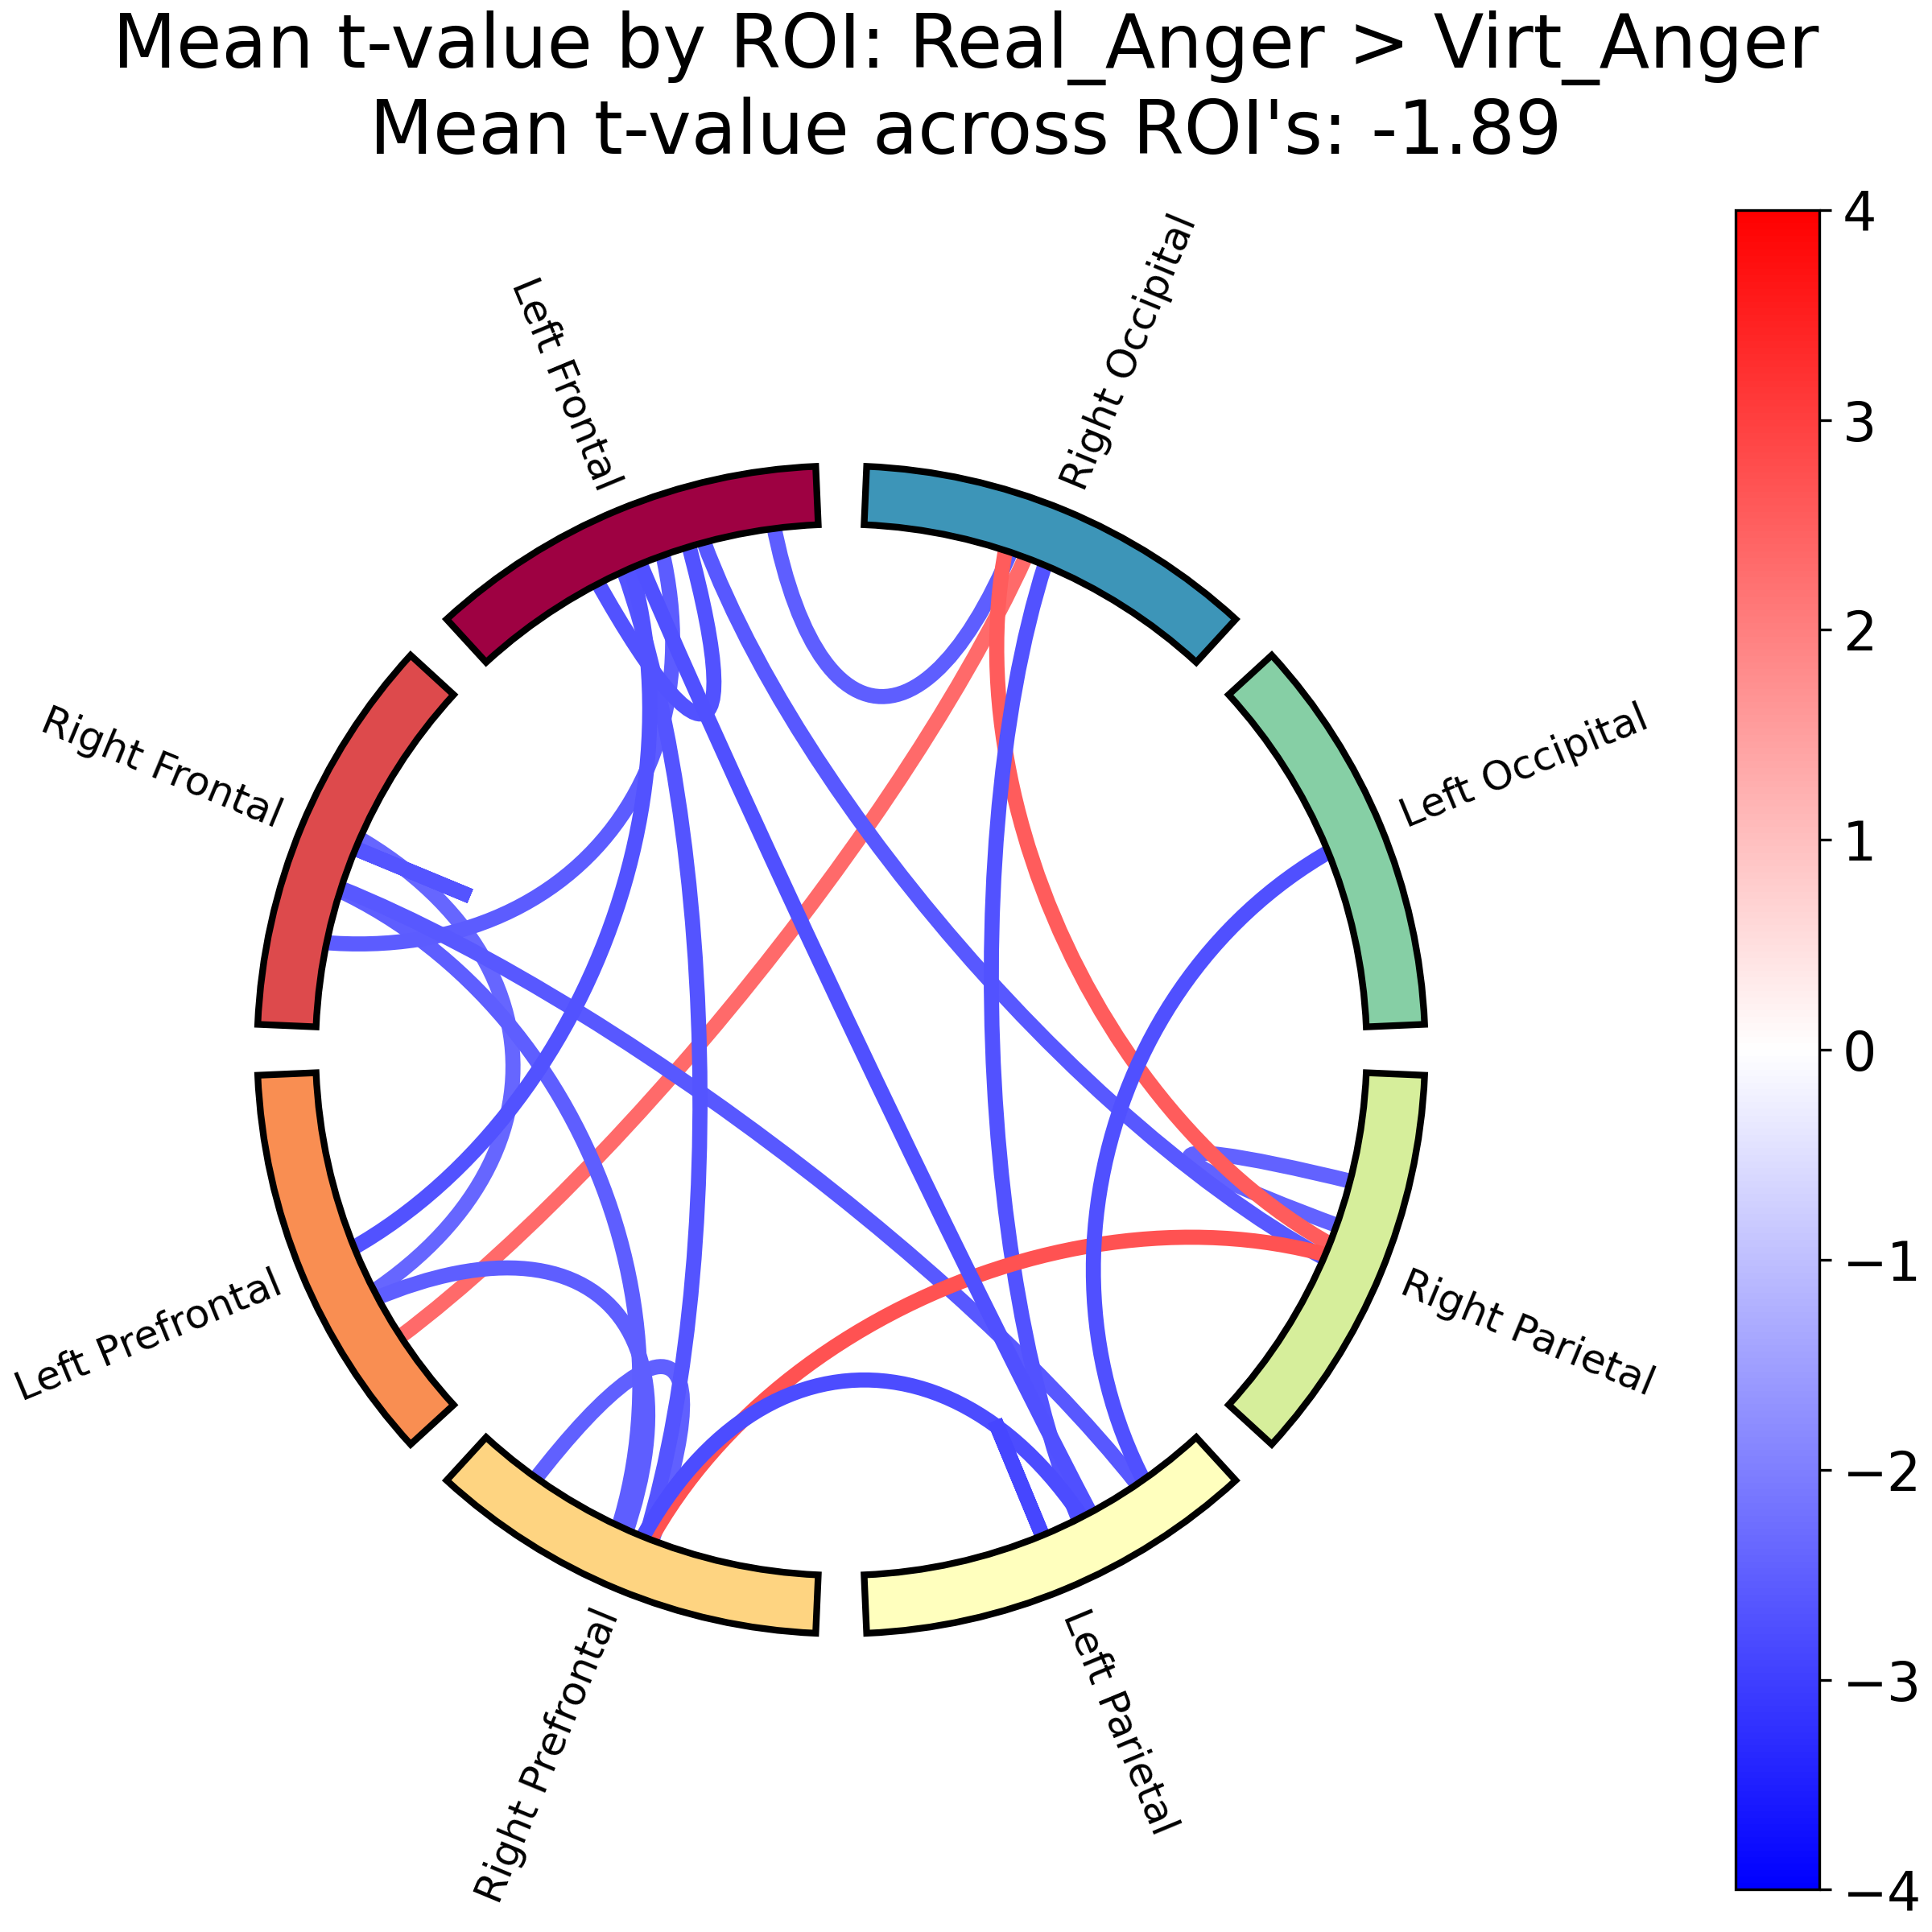 Mean t-value by ROI: Real_Anger > Virt_Anger
Mean t-value across ROI's: -1.89
Left Frontal
Right Occipital
Right Frontal
Left Occipital
Left Prefrontal
Right Parietal
Right Prefrontal
Left Parietal
4
3
2
1
0
−1
−2
−3
−4